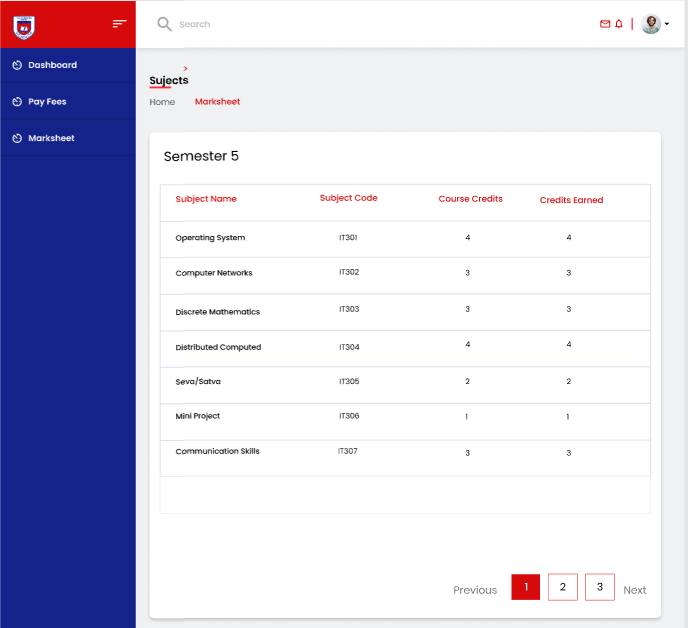 Search
Dashboard
Pay Fees
Marksheet
>
Sujects
Home Marksheet
Semester 5
Subject Name Subject Code Course Credits Credits Earned
Operating System IT301 4 4
Computer Networks IT302 3 3
Discrete Mathematics IT303 3 3
Distributed Computed IT304 4 4
Seva/Satva IT305 2 2
Mini Project IT306 1 1
Communication Skills IT307 3 3
Previous 1 2 3 Next